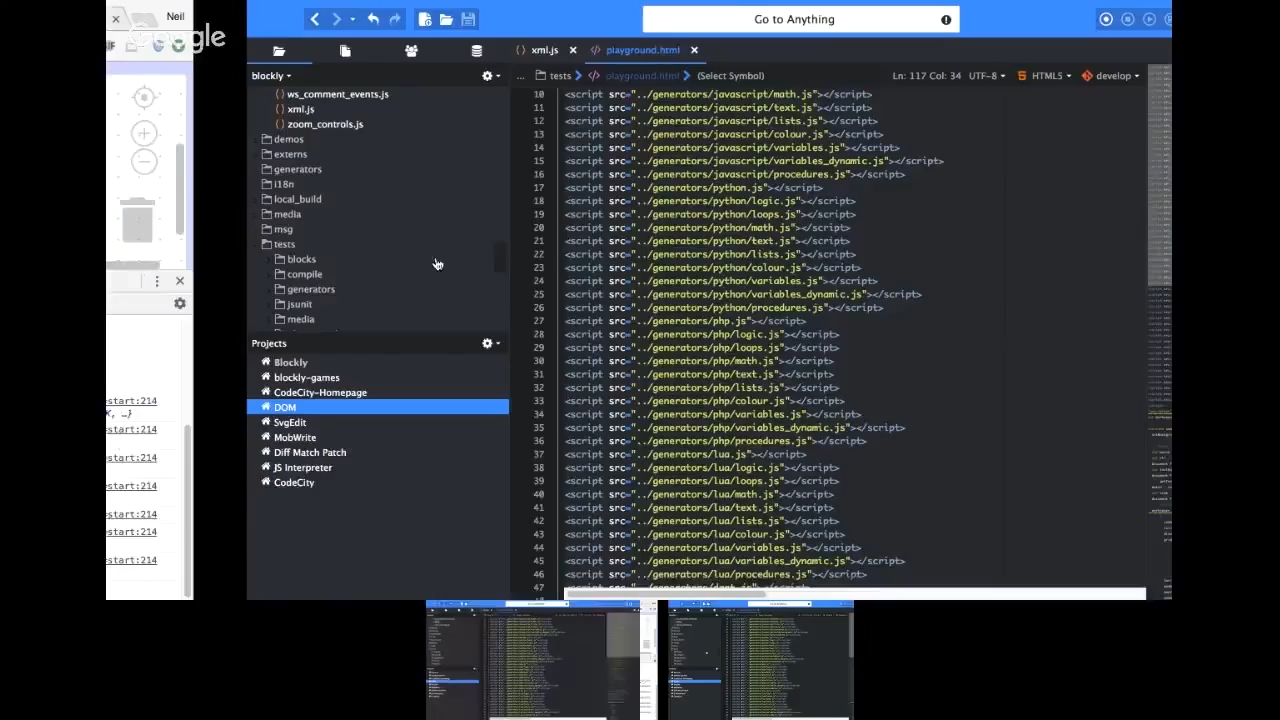 Neil
Google
Go to Anything
xml.js
playground.html
blockly
... tests playground.html (Select Symbol) Ln: 117 Col: 34 UTF-8 HTML5 develop
ws_comment_events.js
xml.js
zoom_controls.js
demos
externs
generators
i18n
local_build
media
msg
tests
blocks
compile
generators
jsunit
media
Projects
Blockly
blockly-games
CodeCity-Homepage
DOM
SvgEdit
MobWrite
Diff Match Patch
JS Interpreter
CodeCity
10 <script src="../generators/javascript/math.js"></script>
11 <script src="../generators/javascript/text.js"></script>
12 <script src="../generators/javascript/lists.js"></script>
13 <script src="../generators/javascript/colour.js"></script>
14 <script src="../generators/javascript/variables.js"></script>
15 <script src="../generators/javascript/variables_dynamic.js"></script>
16 <script src="../generators/javascript/procedures.js"></script>
17 <script src="../generators/python.js"></script>
18 <script src="../generators/python/logic.js"></script>
19 <script src="../generators/python/loops.js"></script>
20 <script src="../generators/python/math.js"></script>
21 <script src="../generators/python/text.js"></script>
22 <script src="../generators/python/lists.js"></script>
23 <script src="../generators/python/colour.js"></script>
24 <script src="../generators/python/variables.js"></script>
25 <script src="../generators/python/variables_dynamic.js"></script>
26 <script src="../generators/python/procedures.js"></script>
27 <script src="../generators/php.js"></script>
28 <script src="../generators/php/logic.js"></script>
29 <script src="../generators/php/loops.js"></script>
30 <script src="../generators/php/math.js"></script>
31 <script src="../generators/php/text.js"></script>
32 <script src="../generators/php/lists.js"></script>
33 <script src="../generators/php/colour.js"></script>
34 <script src="../generators/php/variables.js"></script>
35 <script src="../generators/php/variables_dynamic.js"></script>
36 <script src="../generators/php/procedures.js"></script>
37 <script src="../generators/lua.js"></script>
38 <script src="../generators/lua/logic.js"></script>
39 <script src="../generators/lua/loops.js"></script>
40 <script src="../generators/lua/math.js"></script>
41 <script src="../generators/lua/text.js"></script>
42 <script src="../generators/lua/lists.js"></script>
43 <script src="../generators/lua/colour.js"></script>
44 <script src="../generators/lua/variables.js"></script>
45 <script src="../generators/lua/variables_dynamic.js"></script>
46 <script src="../generators/lua/procedures.js"></script>
47
=start:214
K, …}
=start:214
=start:214
=start:214
=start:214
=start:214
=start:214